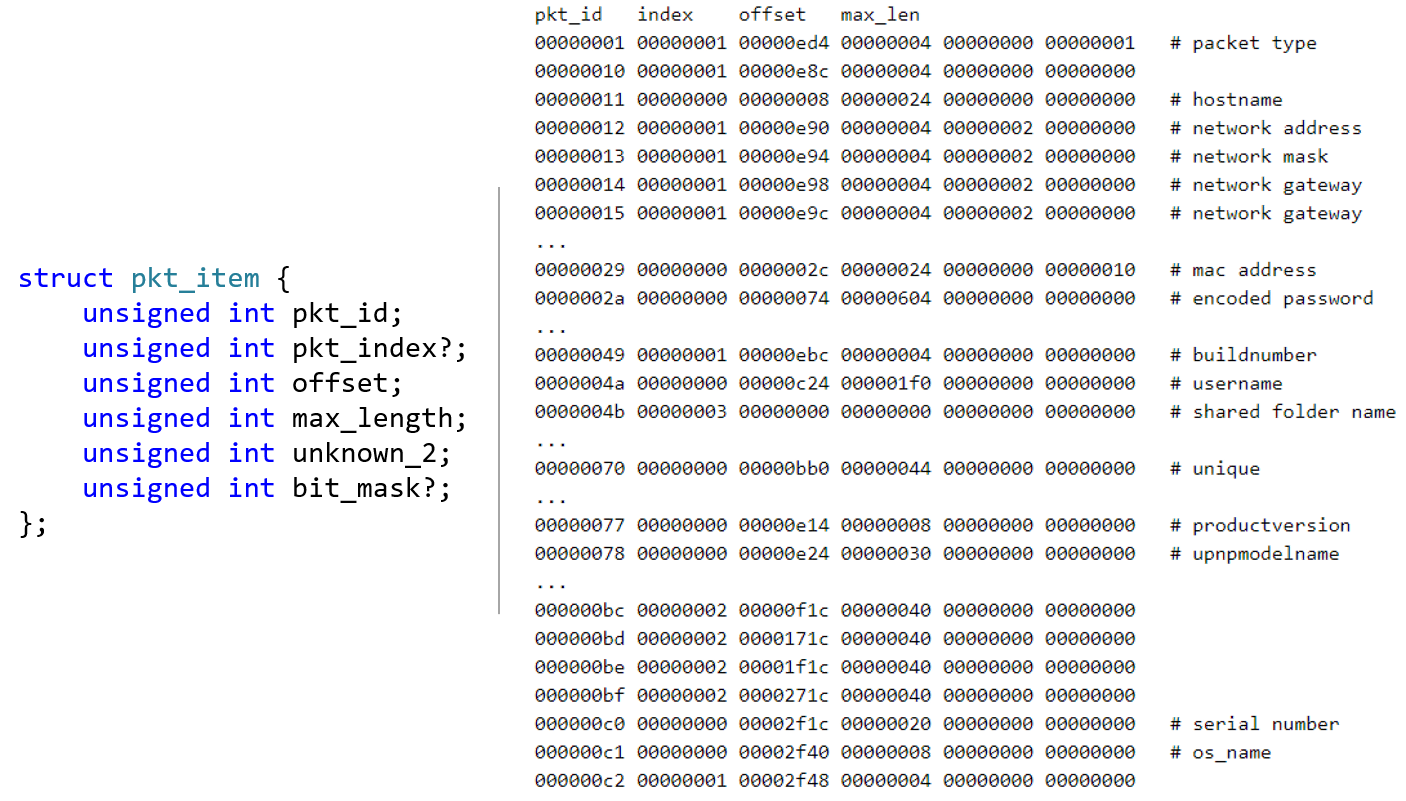 struct pkt_item {
    unsigned int pkt_id;
    unsigned int pkt_index?;
    unsigned int offset;
    unsigned int max_length;
    unsigned int unknown_2;
    unsigned int bit_mask?;
};
pkt_id   index    offset   max_len
00000001 00000001 00000ed4 00000004 00000000 00000001   # packet type
00000010 00000001 00000e8c 00000004 00000000 00000000
00000011 00000000 00000008 00000024 00000000 00000000   # hostname
00000012 00000001 00000e90 00000004 00000002 00000000   # network address
00000013 00000001 00000e94 00000004 00000002 00000000   # network mask
00000014 00000001 00000e98 00000004 00000002 00000000   # network gateway
00000015 00000001 00000e9c 00000004 00000002 00000000   # network gateway
...
00000029 00000000 0000002c 00000024 00000000 00000010   # mac address
0000002a 00000000 00000074 00000604 00000000 00000000   # encoded password
...
00000049 00000001 00000ebc 00000004 00000000 00000000   # buildnumber
0000004a 00000000 00000c24 000001f0 00000000 00000000   # username
0000004b 00000003 00000000 00000000 00000000 00000000   # shared folder name
...
00000070 00000000 00000bb0 00000044 00000000 00000000   # unique
...
00000077 00000000 00000e14 00000008 00000000 00000000   # productversion
00000078 00000000 00000e24 00000030 00000000 00000000   # upnpmodelname
...
000000bc 00000002 00000f1c 00000040 00000000 00000000
000000bd 00000002 0000171c 00000040 00000000 00000000
000000be 00000002 00001f1c 00000040 00000000 00000000
000000bf 00000002 0000271c 00000040 00000000 00000000
000000c0 00000000 00002f1c 00000020 00000000 00000000   # serial number
000000c1 00000000 00002f40 00000008 00000000 00000000   # os_name
000000c2 00000001 00002f48 00000004 00000000 00000000